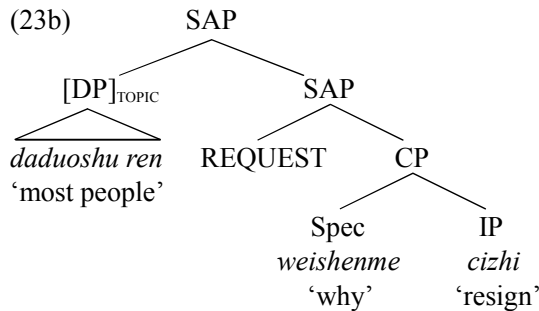 (23b) SAP
[DP]TOPIC SAP
daduoshu ren REQUEST CP
‘most people’
Spec IP
weishenme cizhi
‘why’ ‘resign’